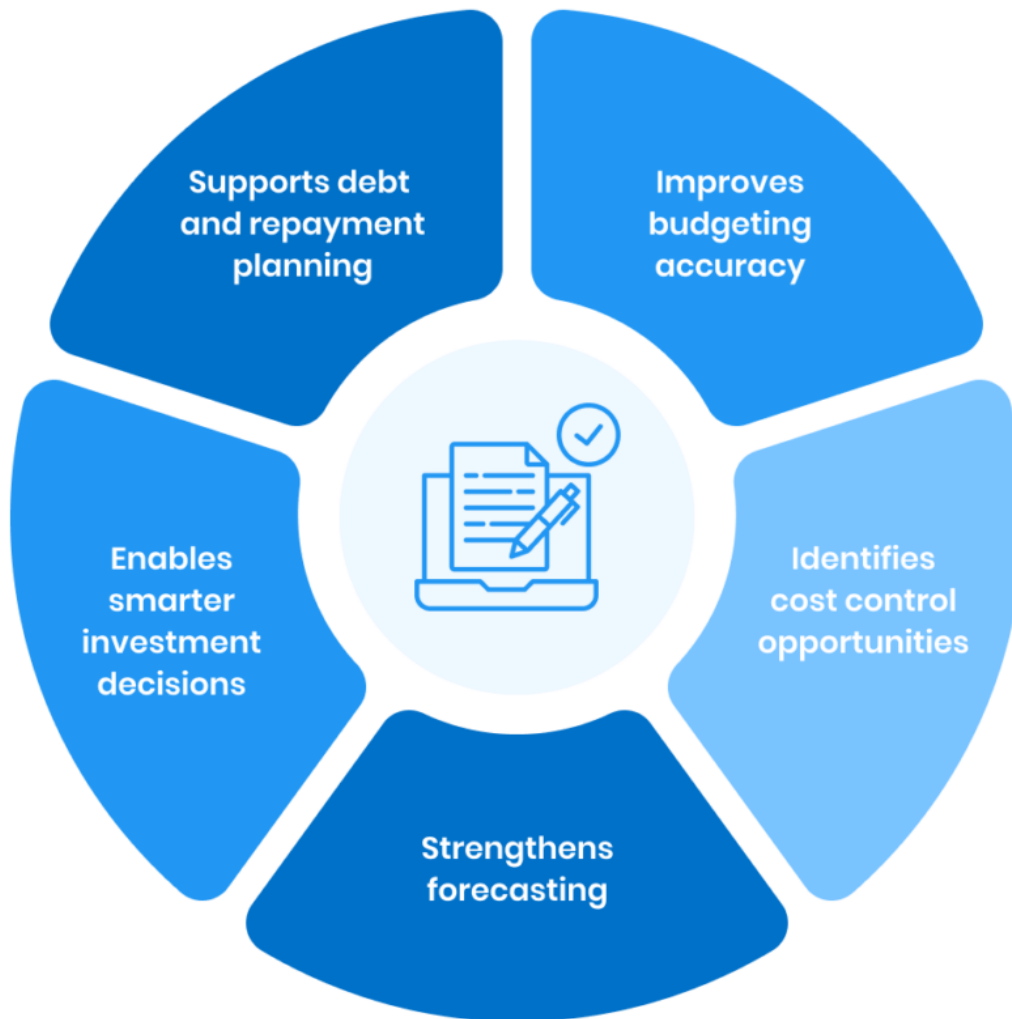 Supports debt
and repayment
planning
Improves
budgeting
accuracy
Enables
smarter
investment
decisions
Identifies
cost control
opportunities
Strengthens
forecasting